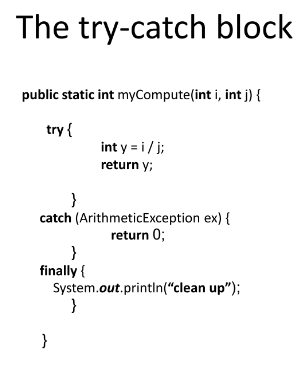 The try-catch block
public static int myCompute(int i, int j) {
try {
int y = i / j;
return y;
}
catch (ArithmeticException ex) {
return 0;
}
finally {
System.out.println(“clean up”);
}
}